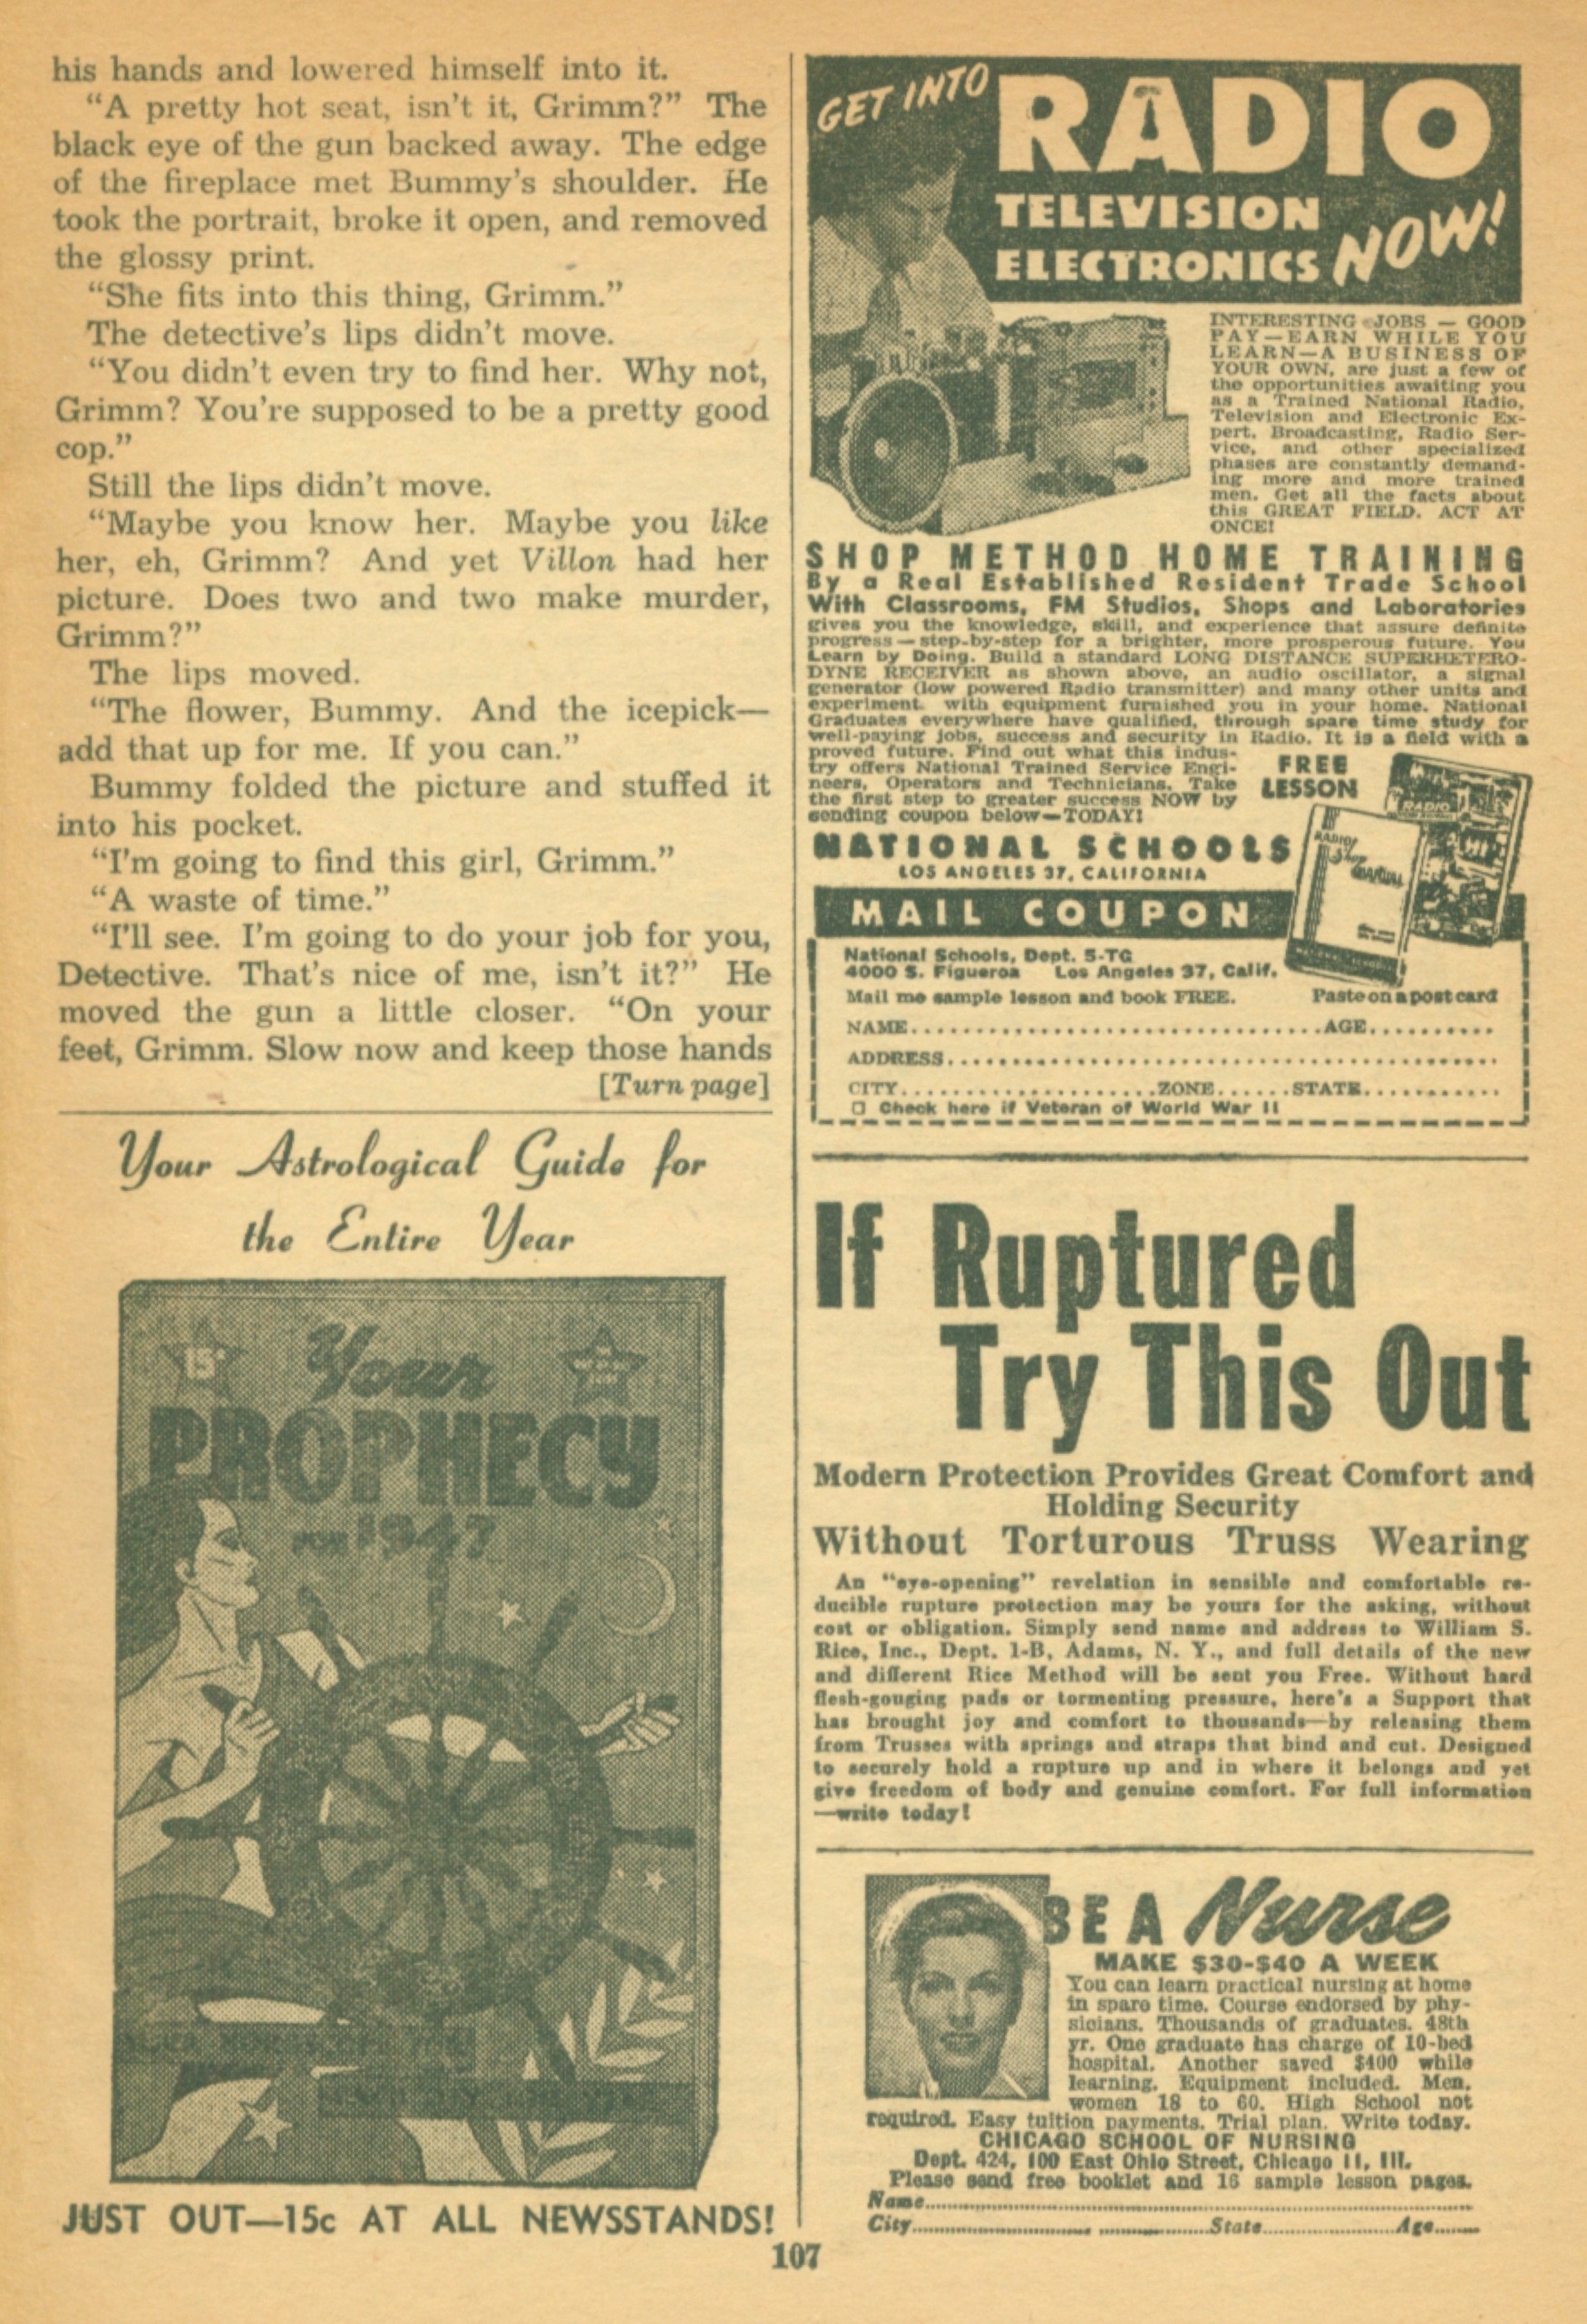 his hands and lowered himself into it.
“A pretty hot seat, isn't it, Grimm?” The
black eye of the gun backed away. The edge
of the fireplace met Bummy's shoulder. He
took the portrait, broke it open, and removed
the glossy print.
“She fits into this thing, Grimm.”
The detective's lips didn't move.
“You didn't even try to find her. Why not,
Grimm? You're supposed to be a pretty good
cop.”
Still the lips didn't move.
“Maybe you know her. Maybe you like
her, eh, Grimm? And yet Villon had her
picture. Does two and two make murder,
Grimm?”
The lips moved.
“The flower, Bummy. And the icepick—
add that up for me. If you can.”
Bummy folded the picture and stuffed it
into his pocket.
“I'm going to find this girl, Grimm.”
“A waste of time.”
“I'll see. I'm going to do your job for you,
Detective. That's nice of me, isn't it?” He
moved the gun a little closer. “On your
feet, Grimm. Slow now and keep those hands
[Turn page]
Your Astrological Guide for
the Entire Year
15¢
Your
PROPHECY
FOR 1947
JUST OUT—15c AT ALL NEWSSTANDS!
GET INTO RADIO
TELEVISION
ELECTRONICS NOW!
INTERESTING JOBS — GOOD
PAY—EARN WHILE YOU
LEARN—A BUSINESS OF
YOUR OWN, are just a few of
the opportunities awaiting you
as a Trained National Radio,
Television and Electronic Ex-
pert. Broadcasting, Radio Ser-
vice, and other specialized
phases are constantly demand-
ing more and more trained
men. Get all the facts about
this GREAT FIELD. ACT AT
ONCE!
SHOP METHOD HOME TRAINING
By a Real Established Resident Trade School
With Classrooms, FM Studios, Shops and Laboratories
gives you the knowledge, skill, and experience that assure definite
progress—step-by-step for a brighter, more prosperous future. You
Learn by Doing. Build a standard LONG DISTANCE SUPERHETERO-
DYNE RECEIVER as shown above, an audio oscillator, a signal
generator (low powered Radio transmitter) and many other units and
experiment. with equipment furnished you in your home. National
Graduates everywhere have qualified, through spare time study for
well-paying jobs, success and security in Radio. It is a field with a
proved future. Find out what this indus-
try offers National Trained Service Engi-
neers, Operators and Technicians. Take
the first step to greater success NOW by
sending coupon below—TODAY!
FREE
LESSON
RADIO
NATIONAL SCHOOLS
LOS ANGELES 37, CALIFORNIA
MAIL COUPON
National Schools, Dept. 5-TG
4000 S. Figueroa Los Angeles 37, Calif.
Mail me sample lesson and book FREE. Paste on a post card
NAME..............................AGE..........
ADDRESS........................................
CITY...................ZONE......STATE..........
☐ Check here if Veteran of World War II
If Ruptured
Try This Out
Modern Protection Provides Great Comfort and
Holding Security
Without Torturous Truss Wearing
An “eye-opening” revelation in sensible and comfortable re-
ducible rupture protection may be yours for the asking, without
cost or obligation. Simply send name and address to William S.
Rice, Inc., Dept. 1-B, Adams, N. Y., and full details of the new
and different Rice Method will be sent you Free. Without hard
flesh-gouging pads or tormenting pressure, here's a Support that
has brought joy and comfort to thousands—by releasing them
from Trusses with springs and straps that bind and cut. Designed
to securely hold a rupture up and in where it belongs and yet
give freedom of body and genuine comfort. For full information
—write today!
BE A Nurse
MAKE $30-$40 A WEEK
You can learn practical nursing at home
in spare time. Course endorsed by phy-
sicians. Thousands of graduates. 48th
yr. One graduate has charge of 10-bed
hospital. Another saved $400 while
learning. Equipment included. Men,
women 18 to 60. High School not
required. Easy tuition payments. Trial plan. Write today.
CHICAGO SCHOOL OF NURSING
Dept. 424, 100 East Ohio Street, Chicago 11, Ill.
Please send free booklet and 16 sample lesson pages.
Name........................................
City....................State..............Age......
107